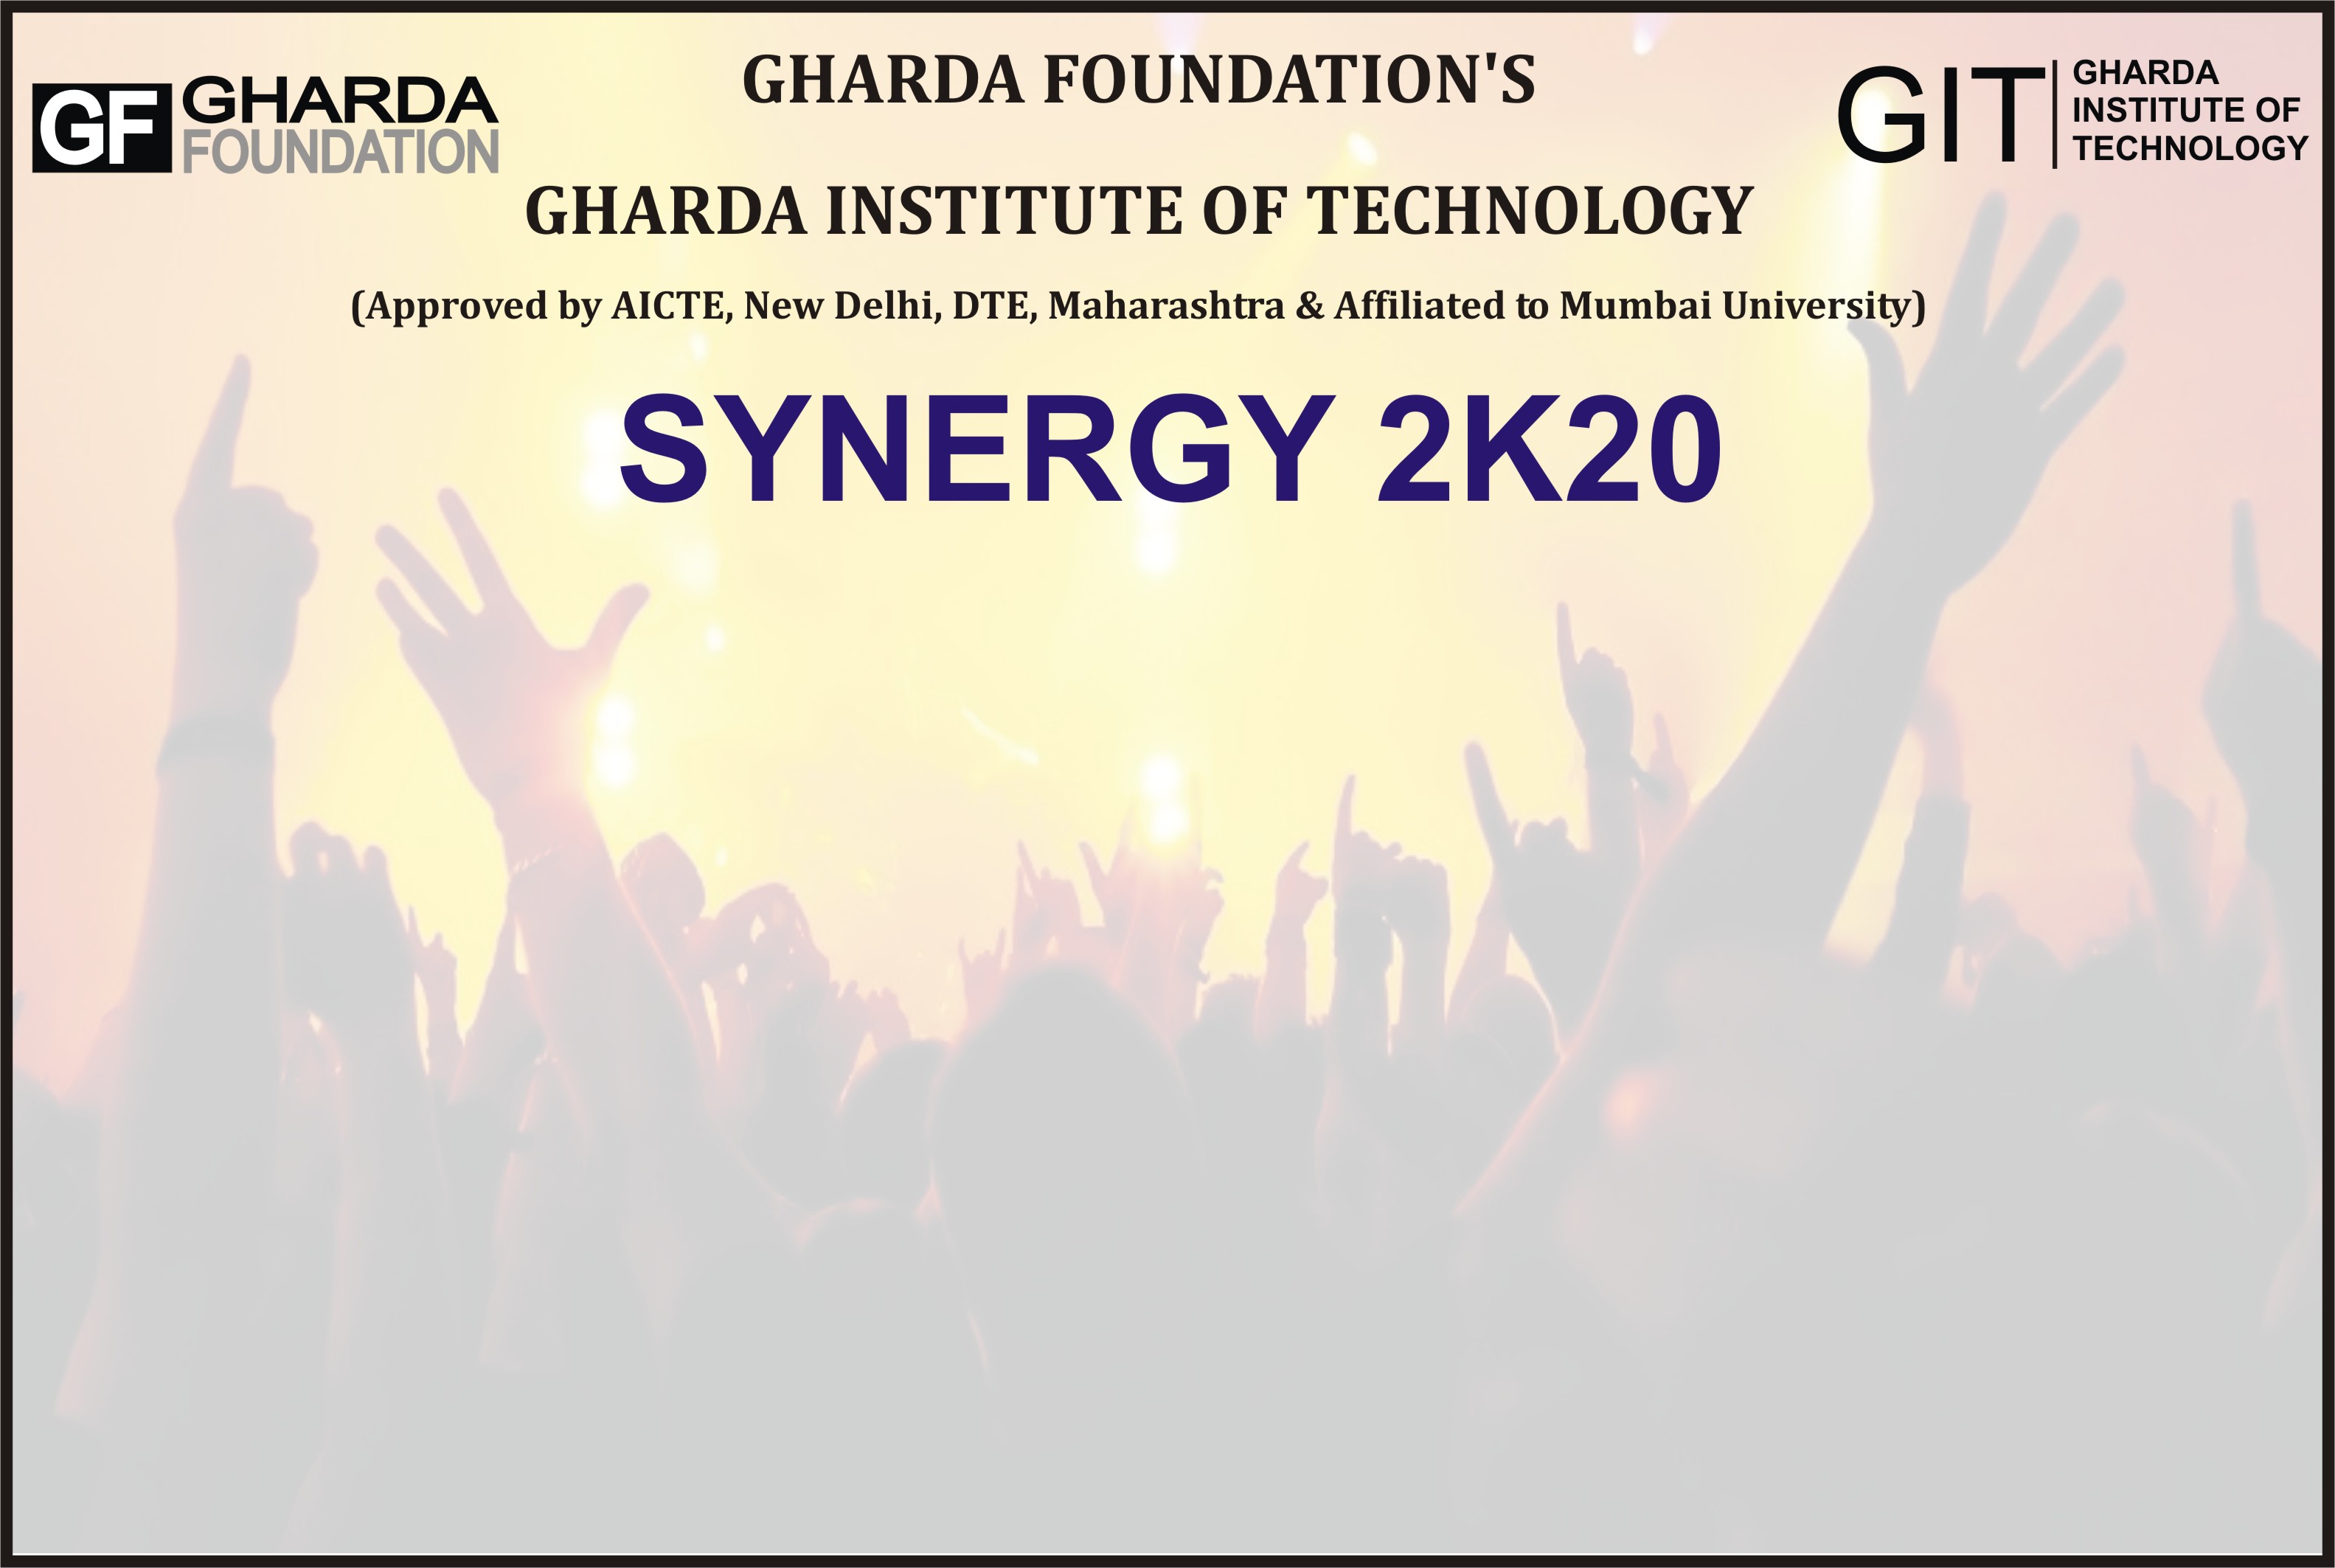 GF GHARDA
FOUNDATION
GHARDA FOUNDATION'S
GIT
GHARDA
INSTITUTE OF
TECHNOLOGY
GHARDA INSTITUTE OF TECHNOLOGY
(Approved by AICTE, New Delhi, DTE, Maharashtra & Affiliated to Mumbai University)
SYNERGY 2K20